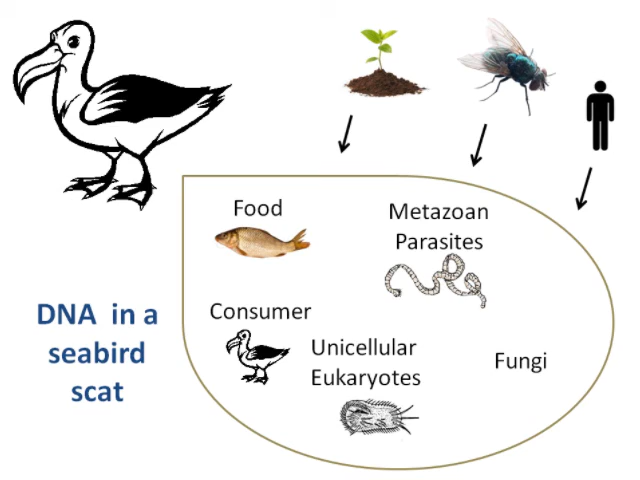 Food
Metazoan
Parasites
Consumer
Unicellular
Eukaryotes
Fungi
DNA in a
seabird
scat